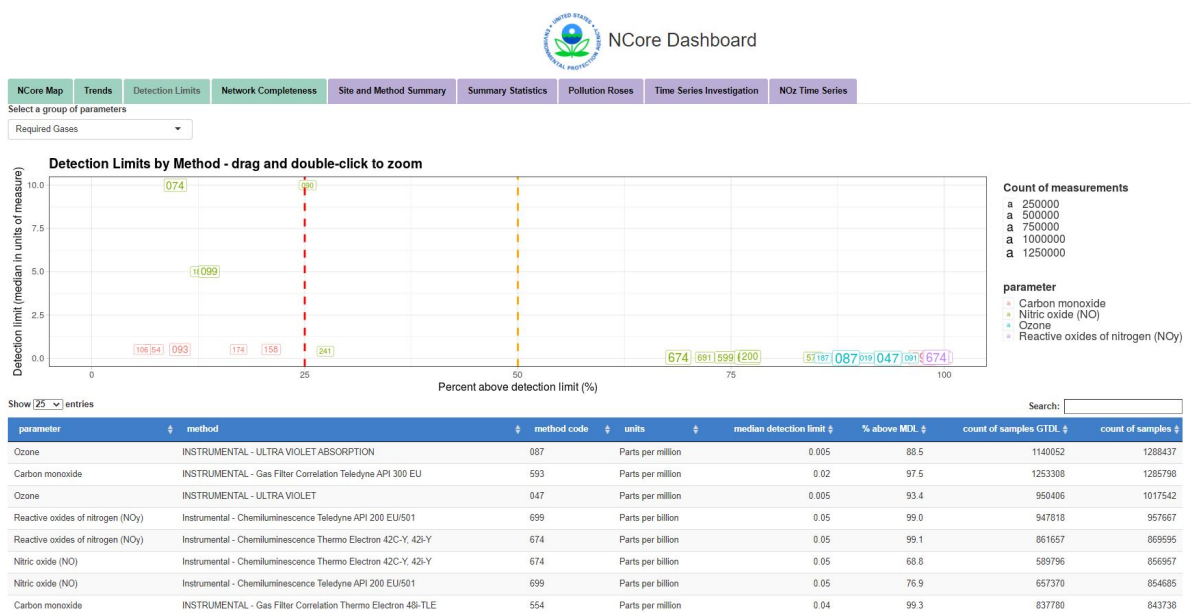 UNITED STATES
ENVIRONMENTAL PROTECTION AGENCY
NCore Dashboard
NCore Map Trends Detection Limits Network Completeness Site and Method Summary Summary Statistics Pollution Roses Time Series Investigation NOz Time Series
Select a group of parameters
Required Gases
Detection Limits by Method - drag and double-click to zoom
Detection limit (median in units of measure)
10.0
7.5
5.0
2.5
0.0
074 090
099
106 54 093 174 158 241
674 691 599 200 187 087 019 047 091 674
0 25 50 75 100
Percent above detection limit (%)
Count of measurements
a 250000
a 500000
a 750000
a 1000000
a 1250000
parameter
Carbon monoxide
Nitric oxide (NO)
Ozone
Reactive oxides of nitrogen (NOy)
Show 25 entries Search:
parameter method method code units median detection limit % above MDL count of samples GTDL count of samples
Ozone INSTRUMENTAL - ULTRA VIOLET ABSORPTION 087 Parts per million 0.005 88.5 1140052 1288437
Carbon monoxide INSTRUMENTAL - Gas Filter Correlation Teledyne API 300 EU 593 Parts per million 0.02 97.5 1253308 1285798
Ozone INSTRUMENTAL - ULTRA VIOLET 047 Parts per million 0.005 93.4 950406 1017542
Reactive oxides of nitrogen (NOy) Instrumental - Chemiluminescence Teledyne API 200 EU/501 699 Parts per billion 0.05 99.0 947818 957667
Reactive oxides of nitrogen (NOy) Instrumental - Chemiluminescence Thermo Electron 42C-Y, 42i-Y 674 Parts per billion 0.05 99.1 861657 869595
Nitric oxide (NO) Instrumental - Chemiluminescence Thermo Electron 42C-Y, 42i-Y 674 Parts per billion 0.05 68.8 589796 856957
Nitric oxide (NO) Instrumental - Chemiluminescence Teledyne API 200 EU/501 699 Parts per billion 0.05 76.9 657370 854685
Carbon monoxide INSTRUMENTAL - Gas Filter Correlation Thermo Electron 48i-TLE 554 Parts per million 0.04 99.3 837780 843738